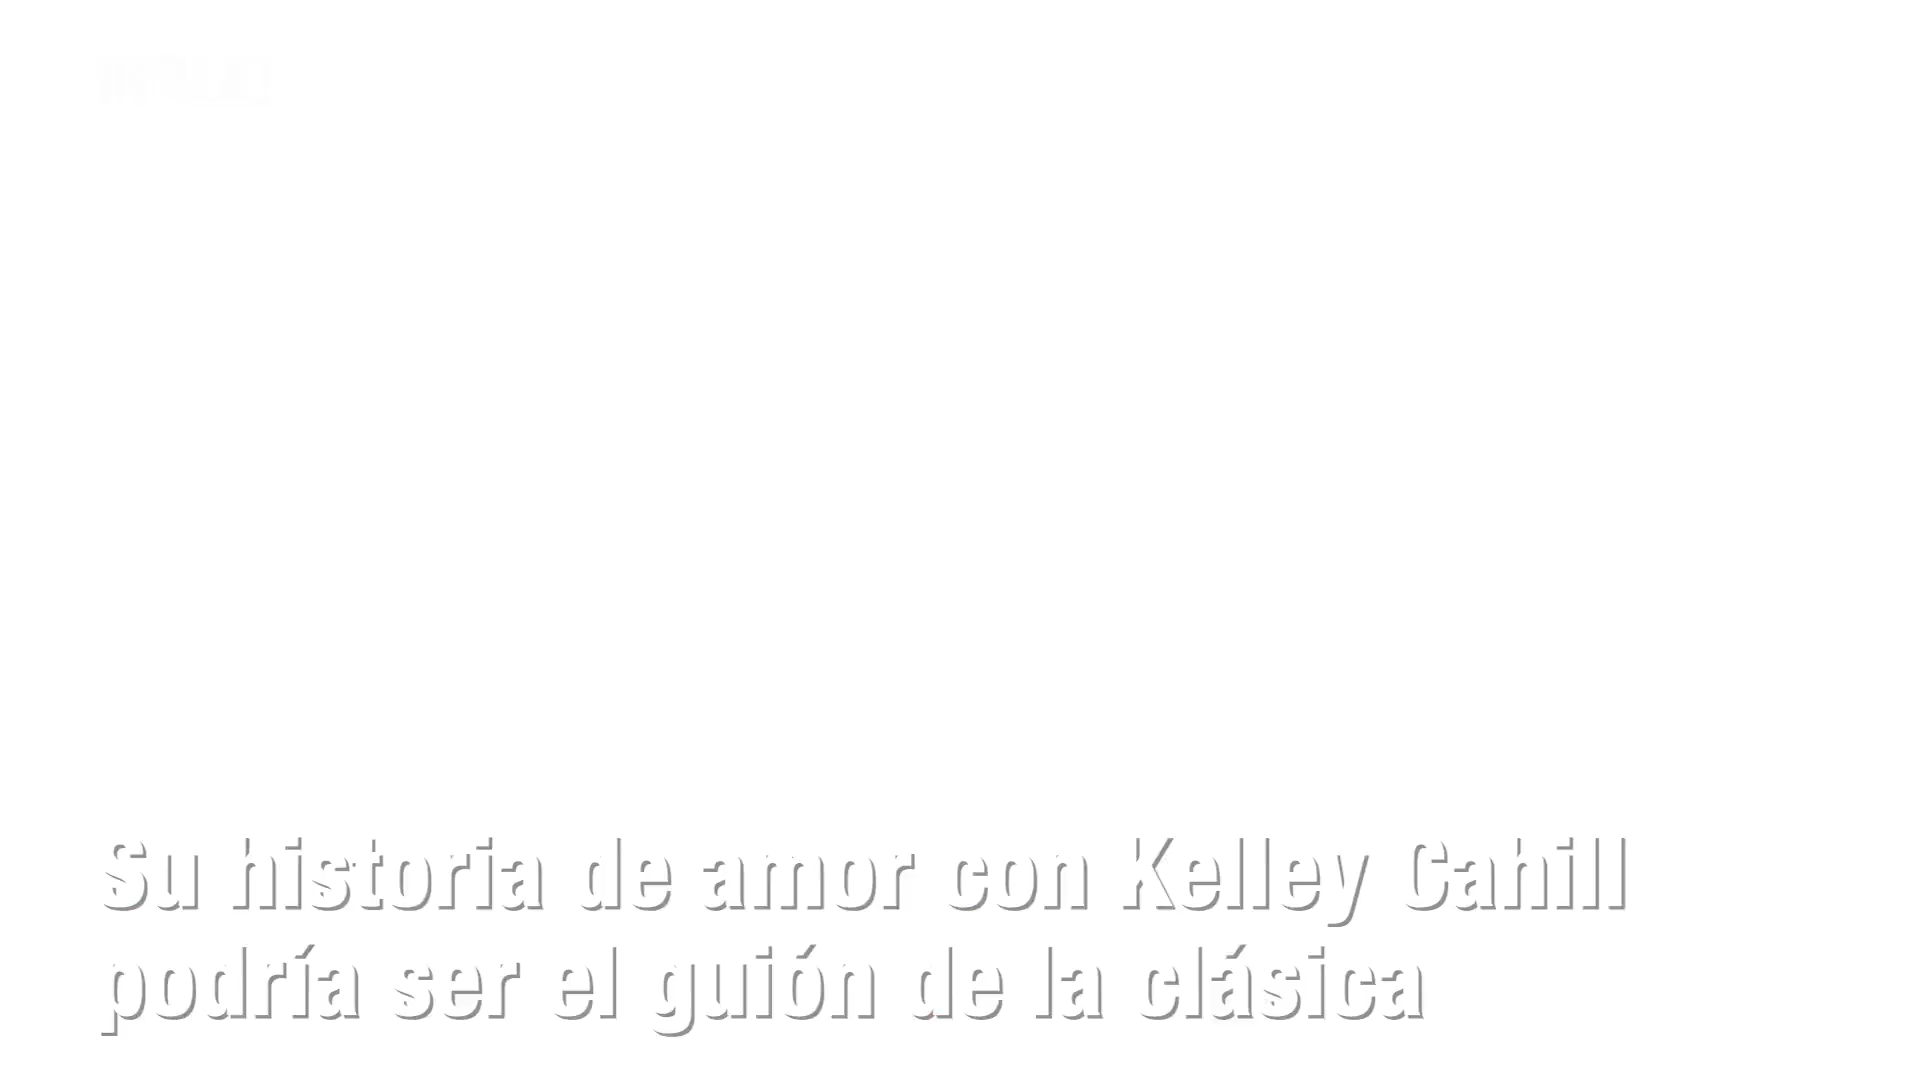 Su historia de amor con Kelley Cahill
podría ser el guión de la clásica